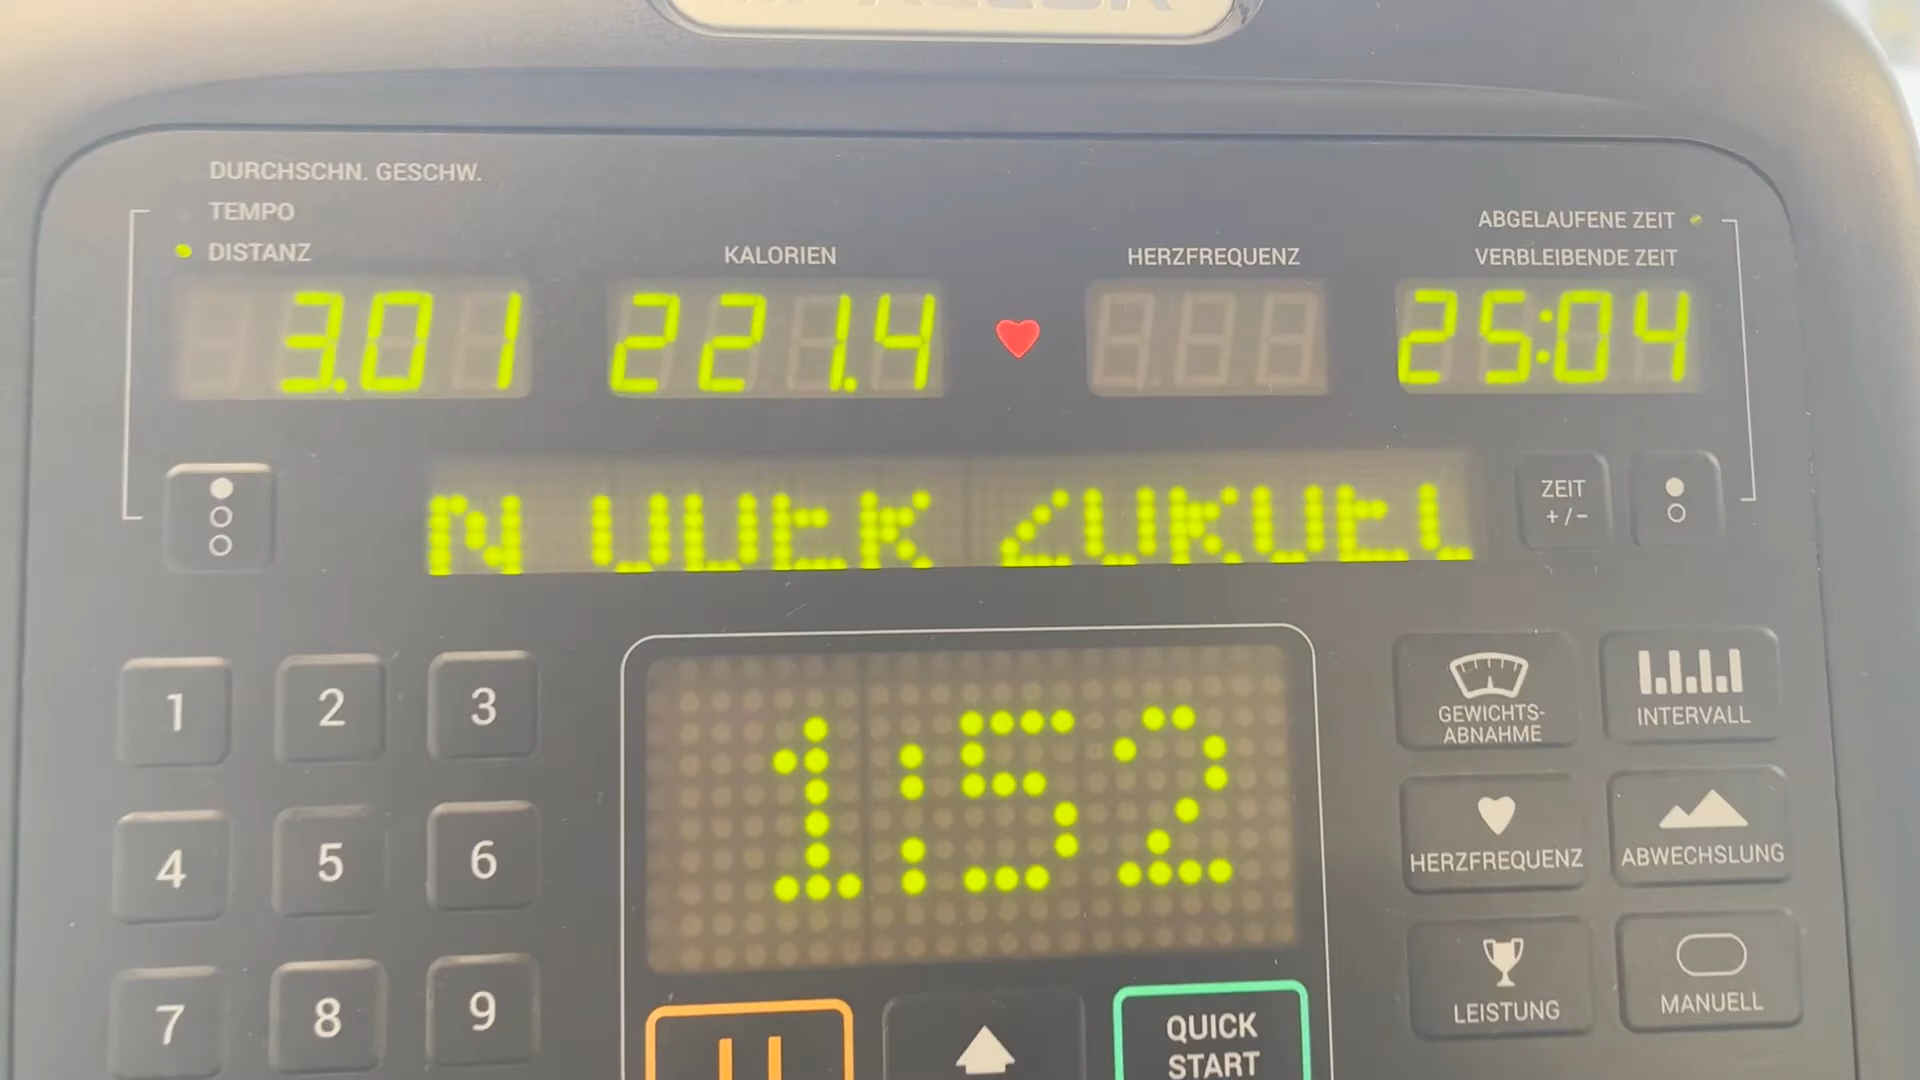 DURCHSCHN. GESCHW.
TEMPO
DISTANZ
KALORIEN
HERZFREQUENZ
ABGELAUFENE ZEIT
VERBLEIBENDE ZEIT
3.01
221.4
25:04
ZEIT
+/-
1 2 3
4 5 6
7 8 9
1:52
GEWICHTS-
ABNAHME
INTERVALL
HERZFREQUENZ
ABWECHSLUNG
LEISTUNG
MANUELL
QUICK
START